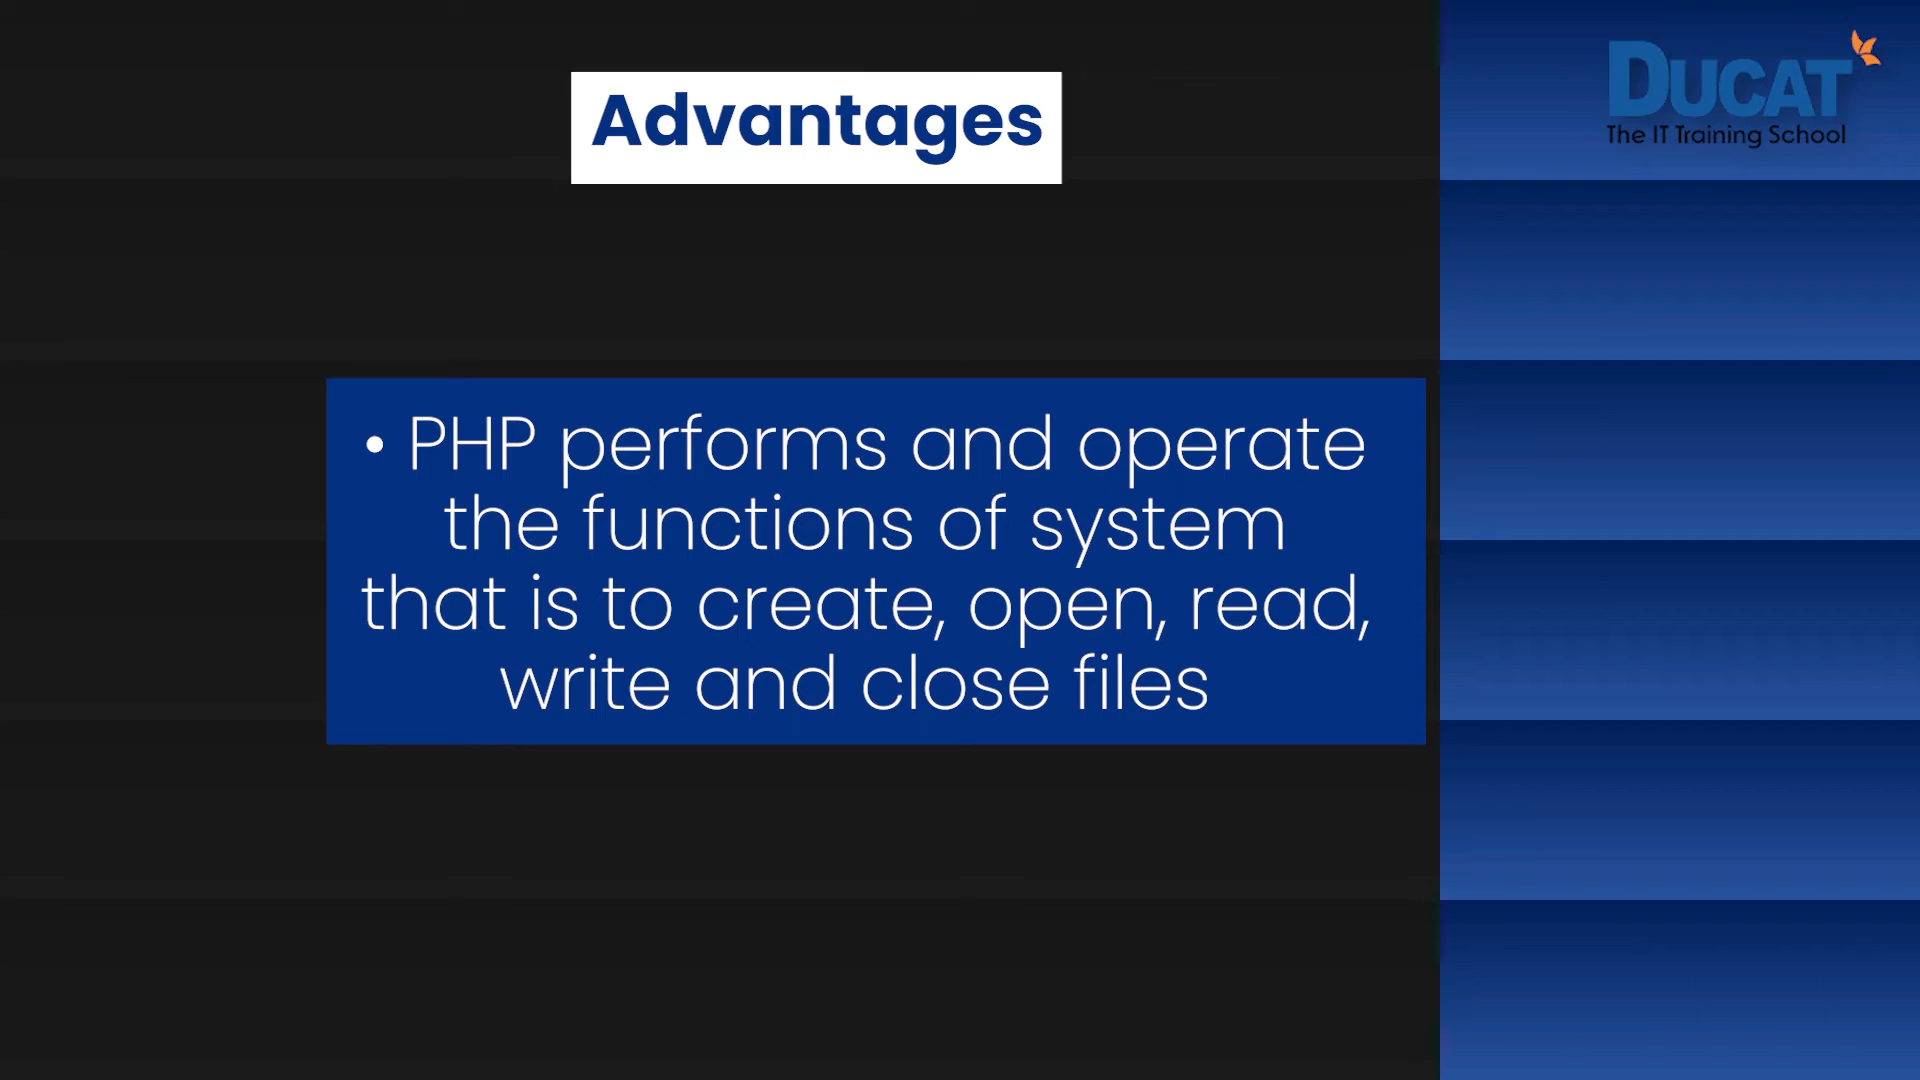 Advantages
DUCAT
The IT Training School
• PHP performs and operate
the functions of system
that is to create, open, read,
write and close files